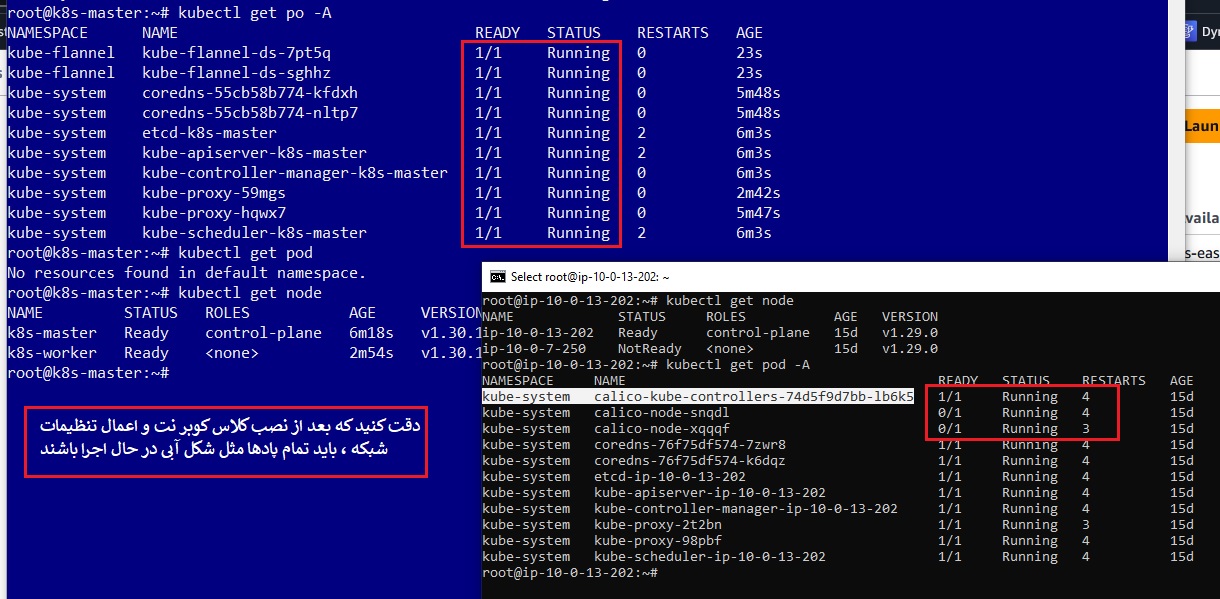 root@k8s-master:~# kubectl get po -A
NAMESPACE NAME READY STATUS RESTARTS AGE
kube-flannel kube-flannel-ds-7pt5q 1/1 Running 0 23s
kube-flannel kube-flannel-ds-sghhz 1/1 Running 0 23s
kube-system coredns-55cb58b774-kfdxh 1/1 Running 0 5m48s
kube-system coredns-55cb58b774-nltp7 1/1 Running 0 5m48s
kube-system etcd-k8s-master 1/1 Running 2 6m3s
kube-system kube-apiserver-k8s-master 1/1 Running 2 6m3s
kube-system kube-controller-manager-k8s-master 1/1 Running 0 6m3s
kube-system kube-proxy-59mgs 1/1 Running 0 2m42s
kube-system kube-proxy-hqwx7 1/1 Running 0 5m47s
kube-system kube-scheduler-k8s-master 1/1 Running 2 6m3s
root@k8s-master:~# kubectl get pod
No resources found in default namespace.
root@k8s-master:~# kubectl get node
NAME STATUS ROLES AGE VERSION
k8s-master Ready control-plane 6m18s v1.30.1
k8s-worker Ready <none> 2m54s v1.30.1
root@k8s-master:~#
دقت کنید که بعد از نصب کلاس کوبر نت و اعمال تنظیمات
شبکه ، باید تمام پادها مثل شکل آبی در حال اجرا باشند
Select root@ip-10-0-13-202: ~
root@ip-10-0-13-202:~# kubectl get node
NAME STATUS ROLES AGE VERSION
ip-10-0-13-202 Ready control-plane 15d v1.29.0
ip-10-0-7-250 NotReady <none> 15d v1.29.0
root@ip-10-0-13-202:~# kubectl get pod -A
NAMESPACE NAME READY STATUS RESTARTS AGE
kube-system calico-kube-controllers-74d5f9d7bb-lb6k5 1/1 Running 4 15d
kube-system calico-node-snqdl 0/1 Running 4 15d
kube-system calico-node-xqqqf 0/1 Running 3 15d
kube-system coredns-76f75df574-7zwr8 1/1 Running 4 15d
kube-system coredns-76f75df574-k6dqz 1/1 Running 4 15d
kube-system etcd-ip-10-0-13-202 1/1 Running 4 15d
kube-system kube-apiserver-ip-10-0-13-202 1/1 Running 4 15d
kube-system kube-controller-manager-ip-10-0-13-202 1/1 Running 4 15d
kube-system kube-proxy-2t2bn 1/1 Running 3 15d
kube-system kube-proxy-98pbf 1/1 Running 4 15d
kube-system kube-scheduler-ip-10-0-13-202 1/1 Running 4 15d
root@ip-10-0-13-202:~#